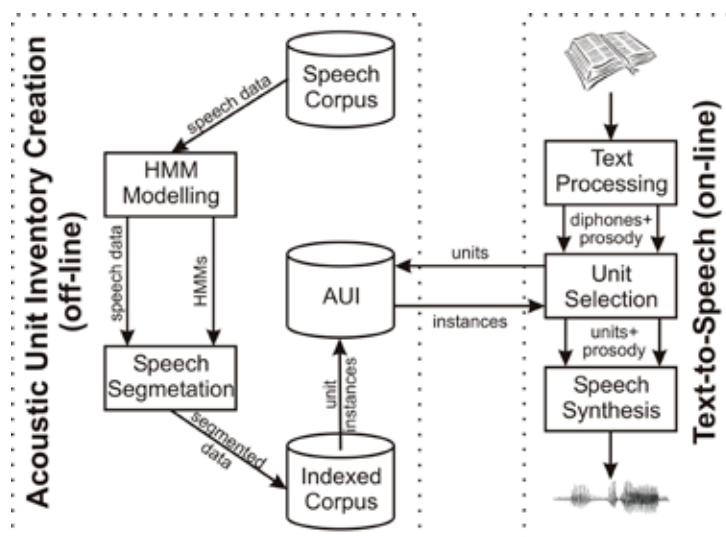 Acoustic Unit Inventory Creation
(off-line)
Speech
Corpus
speech data
HMM
Modelling
speech data
HMMs
Speech
Segmetation
segmented
data
Indexed
Corpus
unit
instances
AUI
units
instances
Text
Processing
diphones+
prosody
Unit
Selection
units+
prosody
Speech
Synthesis
Text-to-Speech (on-line)